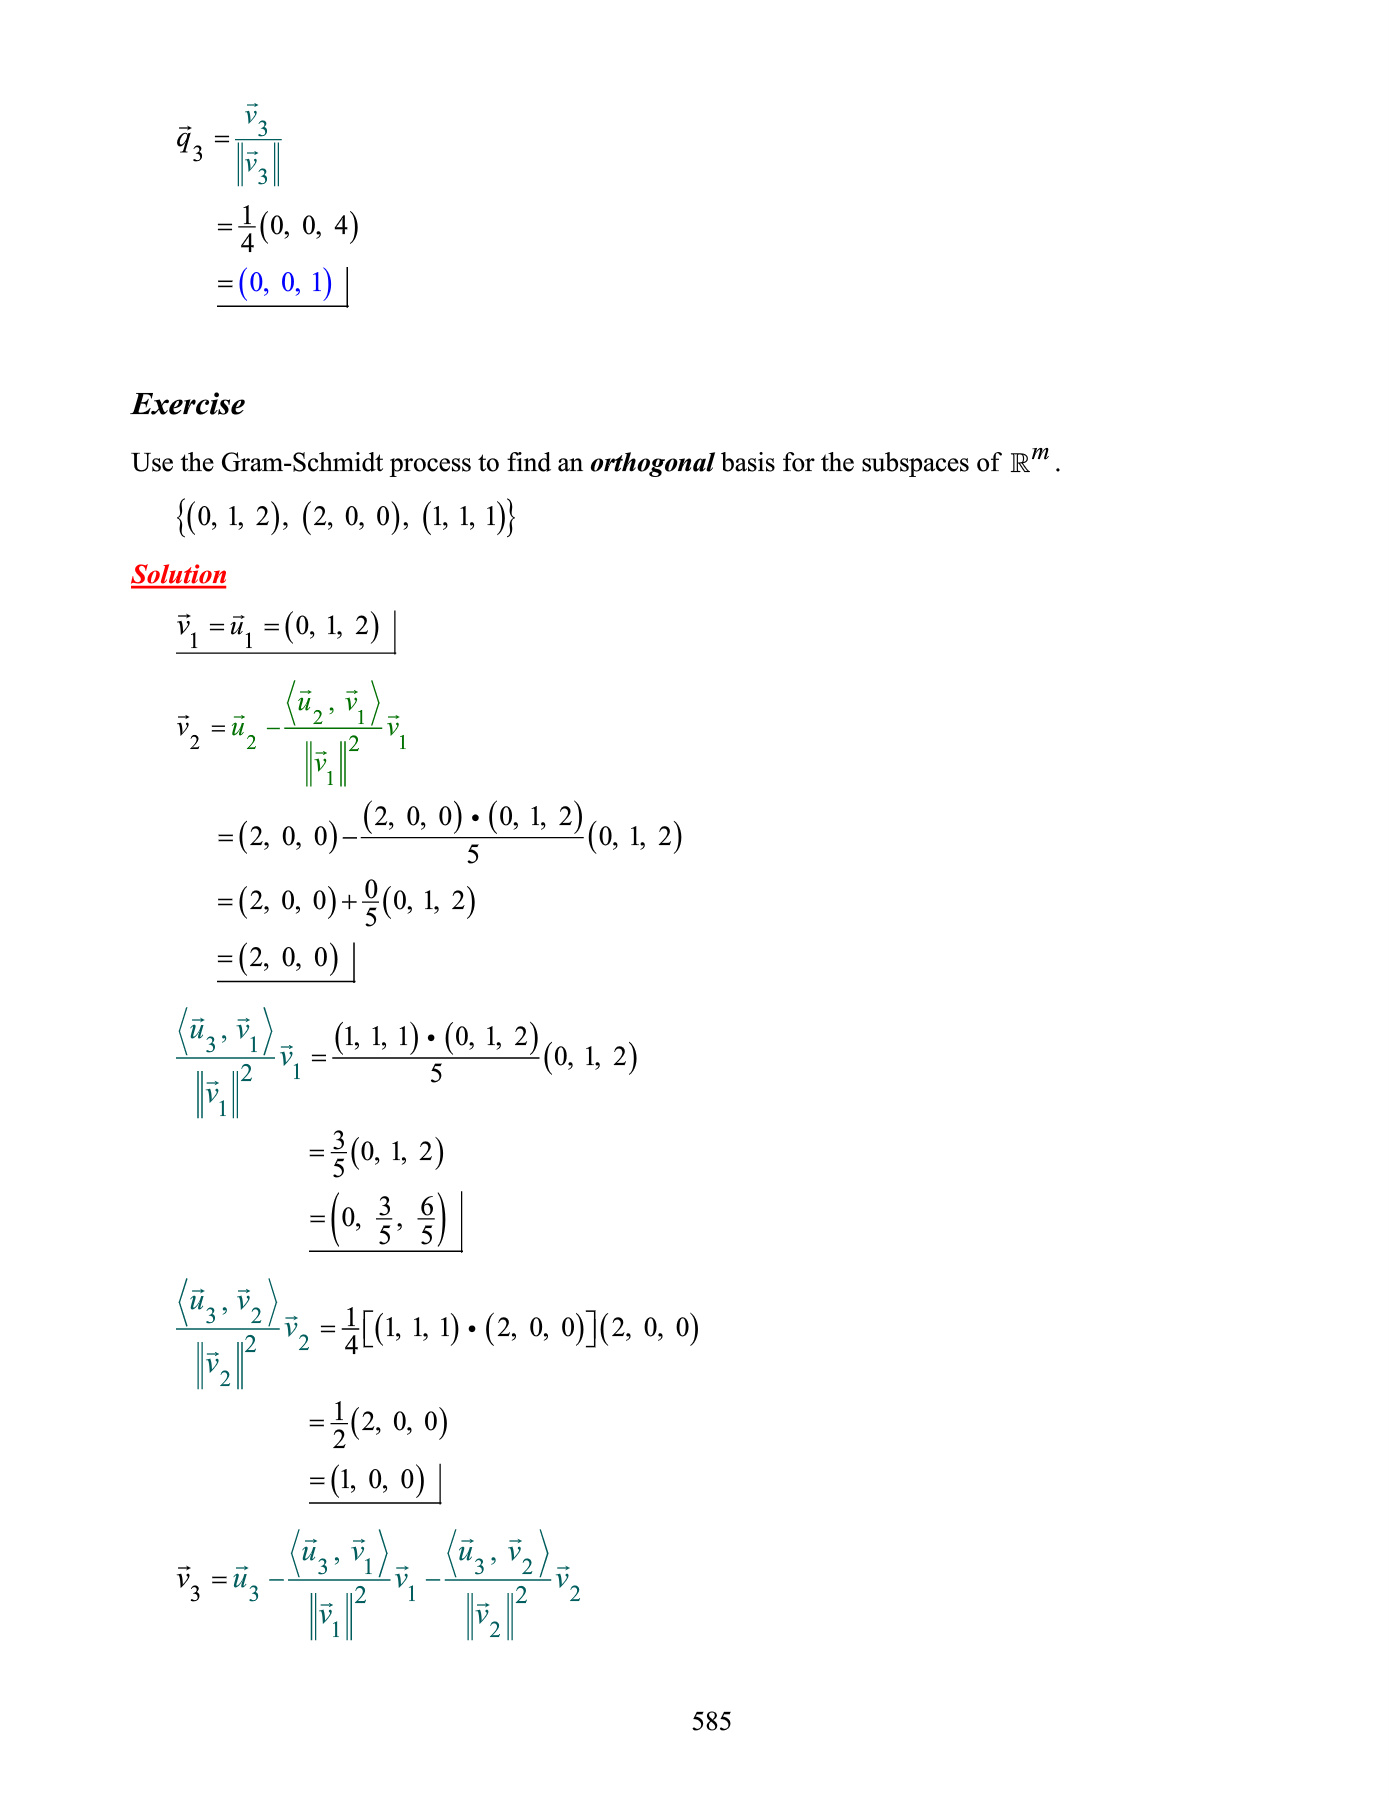 $\vec{q}_3 = \frac{\vec{v}_3}{\|\vec{v}_3\|}$
$= \frac{1}{4}(0, 0, 4)$
$= (0, 0, 1)$
Exercise
Use the Gram-Schmidt process to find an orthogonal basis for the subspaces of $\mathbb{R}^m$.
{(0, 1, 2), (2, 0, 0), (1, 1, 1)}
Solution
$\vec{v}_1 = \vec{u}_1 = (0, 1, 2)$
$\vec{v}_2 = \vec{u}_2 - \frac{\langle \vec{u}_2, \vec{v}_1 \rangle}{\|\vec{v}_1\|^2} \vec{v}_1$
$= (2, 0, 0) - \frac{(2, 0, 0) \bullet (0, 1, 2)}{5} (0, 1, 2)$
$= (2, 0, 0) + \frac{0}{5}(0, 1, 2)$
$= (2, 0, 0)$
$\frac{\langle \vec{u}_3, \vec{v}_1 \rangle}{\|\vec{v}_1\|^2} \vec{v}_1 = \frac{(1, 1, 1) \bullet (0, 1, 2)}{5} (0, 1, 2)$
$= \frac{3}{5}(0, 1, 2)$
$= \left(0, \frac{3}{5}, \frac{6}{5}\right)$
$\frac{\langle \vec{u}_3, \vec{v}_2 \rangle}{\|\vec{v}_2\|^2} \vec{v}_2 = \frac{1}{4}[(1, 1, 1) \bullet (2, 0, 0)](2, 0, 0)$
$= \frac{1}{2}(2, 0, 0)$
$= (1, 0, 0)$
$\vec{v}_3 = \vec{u}_3 - \frac{\langle \vec{u}_3, \vec{v}_1 \rangle}{\|\vec{v}_1\|^2} \vec{v}_1 - \frac{\langle \vec{u}_3, \vec{v}_2 \rangle}{\|\vec{v}_2\|^2} \vec{v}_2$
585